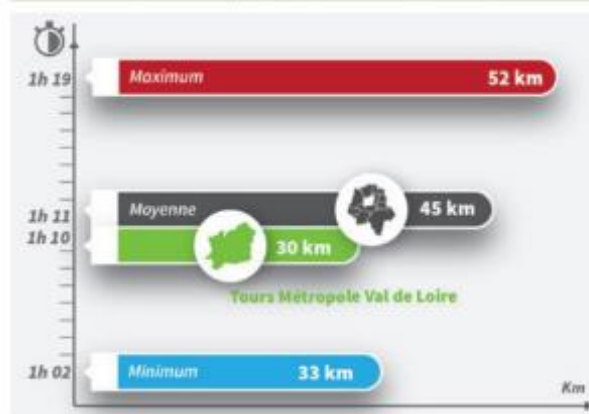 1h 19
Maximum
52 km
1h 11
Moyenne
45 km
1h 10
30 km
Tours Métropole Val de Loire
1h 02
Minimum
33 km
Km